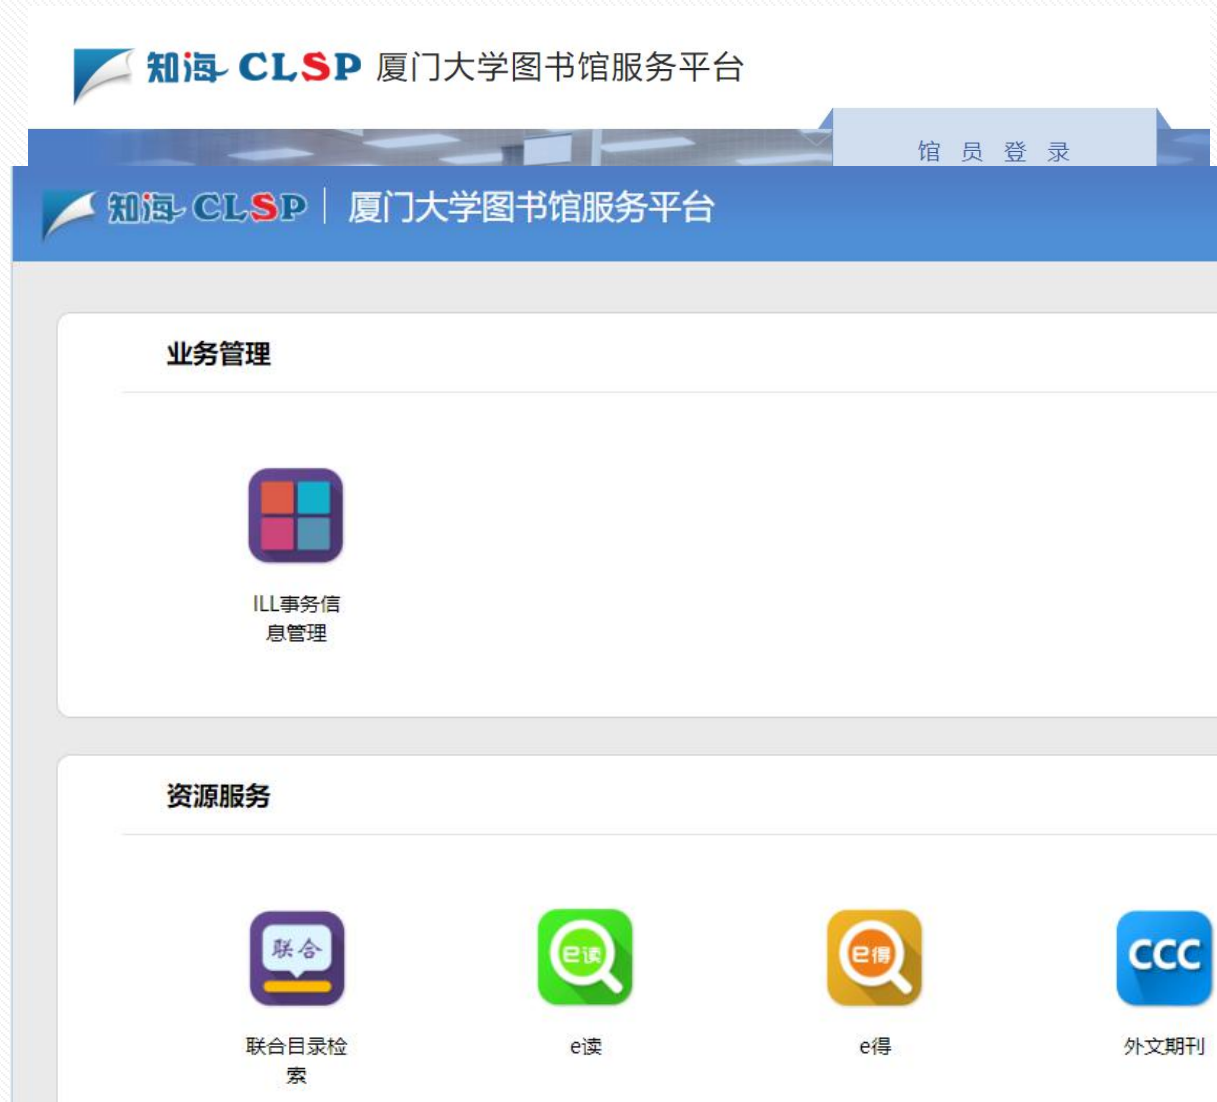 知海 CLSP 厦门大学图书馆服务平台
馆员登录
知海 CLSP 厦门大学图书馆服务平台
业务管理
ILL事务信
息管理
资源服务
联合
e读
e得
CCC
联合目录检
索
e读
e得
外文期刊